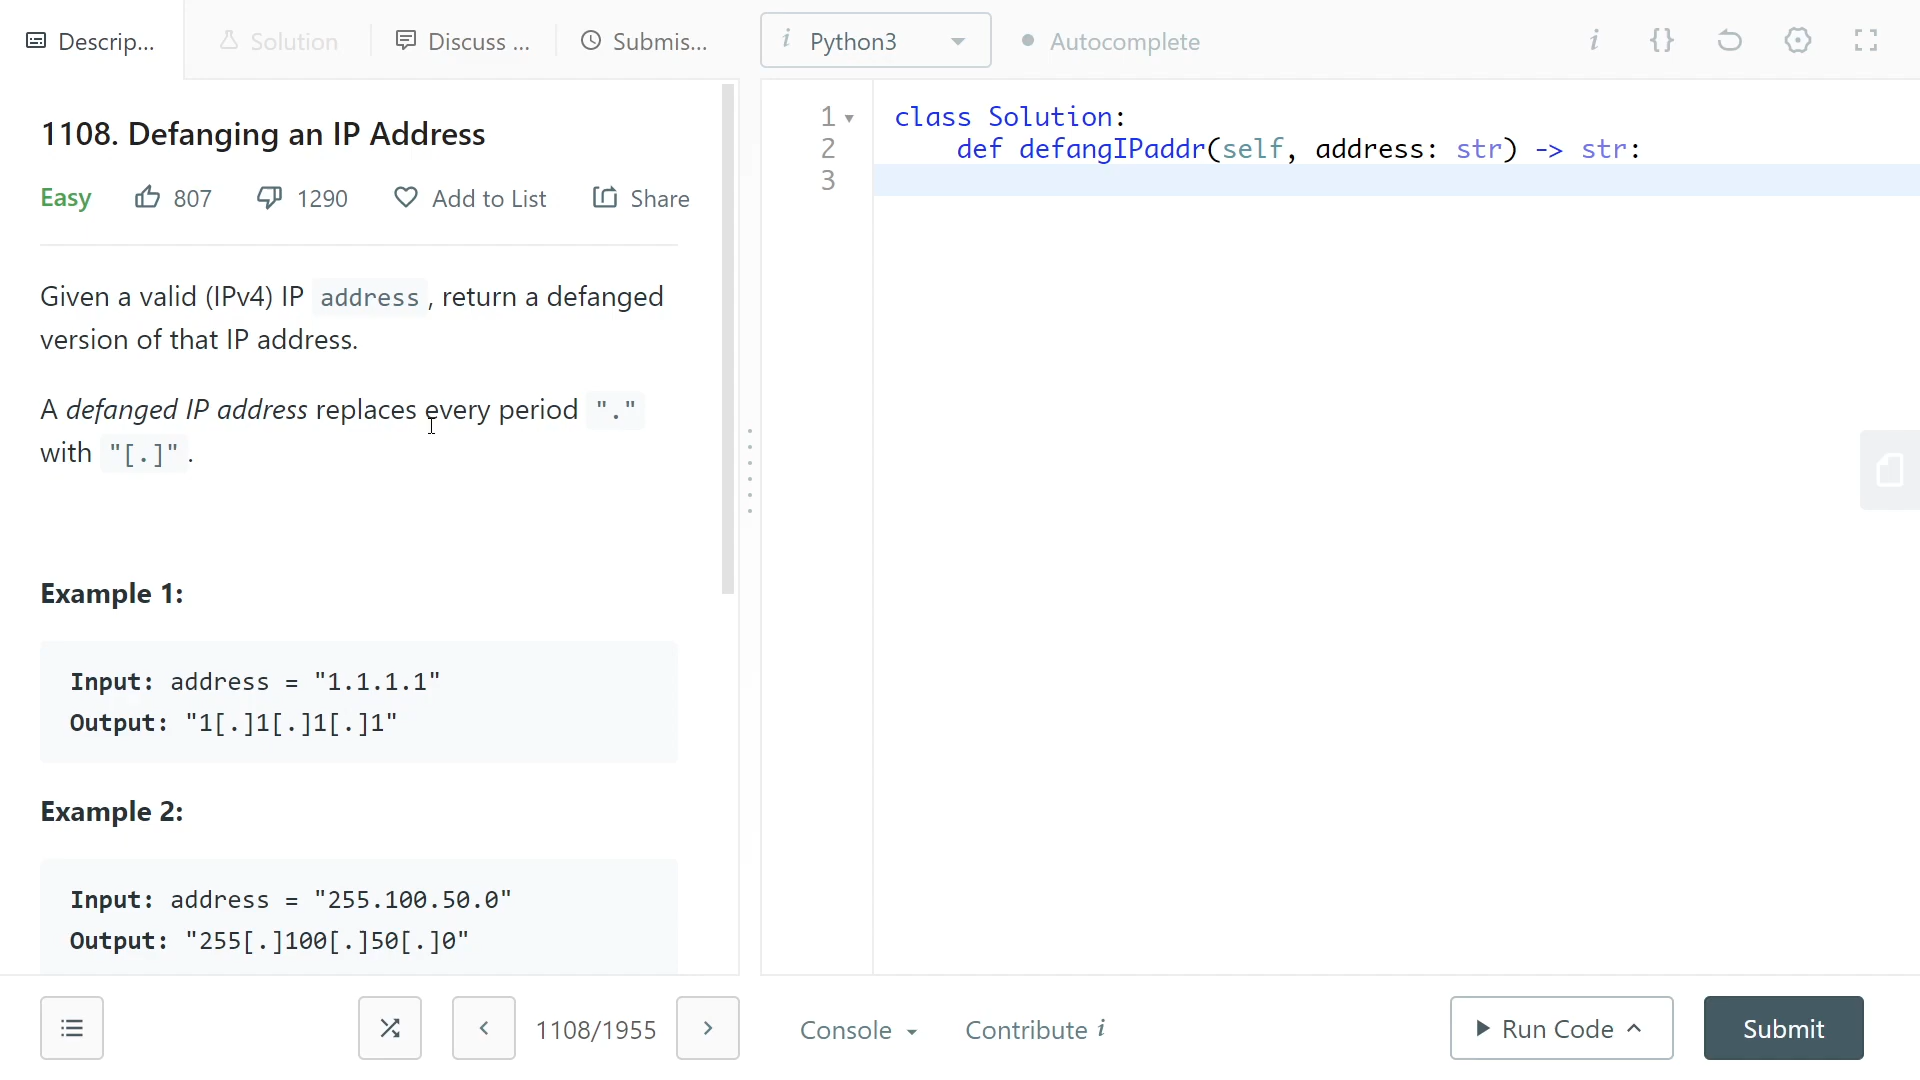 Descrip...
Solution
Discuss ...
Submis...
i Python3
Autocomplete
i {}
1108. Defanging an IP Address
Easy 807 1290 Add to List Share
Given a valid (IPv4) IP address, return a defanged
version of that IP address.
A defanged IP address replaces every period "."
with "[.]".
Example 1:
Input: address = "1.1.1.1"
Output: "1[.]1[.]1[.]1"
Example 2:
Input: address = "255.100.50.0"
Output: "255[.]100[.]50[.]0"
1 class Solution:
2 def defangIPaddr(self, address: str) -> str:
3
1108/1955
Console
Contribute i
Run Code
Submit